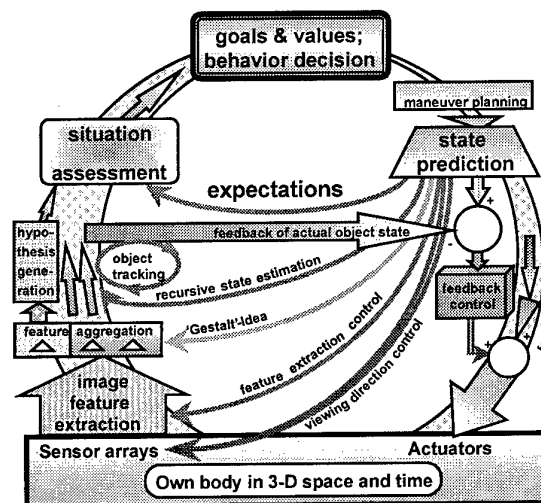 goals & values;
behavior decision
maneuver planning
situation
assessment
state
prediction
expectations
+
feedback of actual object state
-
hypo-
thesis
gene-
ration
object
tracking
recursive state estimation
feedback
control
'Gestalt'-Idea
feature aggregation
+
+
feature extraction control
viewing direction control
image
feature
extraction
Sensor arrays
Actuators
Own body in 3-D space and time